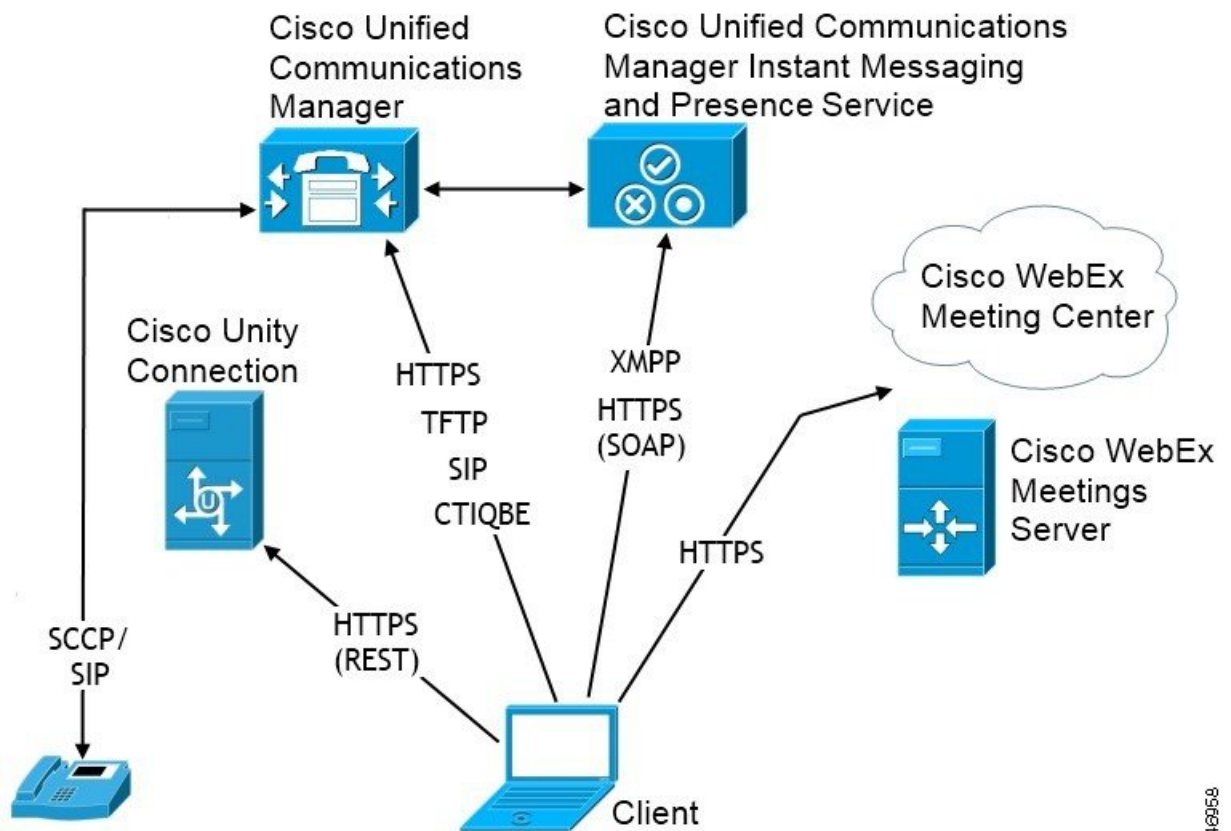 Cisco Unified
Communications
Manager
Cisco Unified Communications
Manager Instant Messaging
and Presence Service
Cisco WebEx
Meeting Center
Cisco Unity
Connection
HTTPS
TFTP
SIP
CTIQBE
XMPP
HTTPS
(SOAP)
Cisco WebEx
Meetings
Server
HTTPS
U
SCCP/
SIP
HTTPS
(REST)
Client